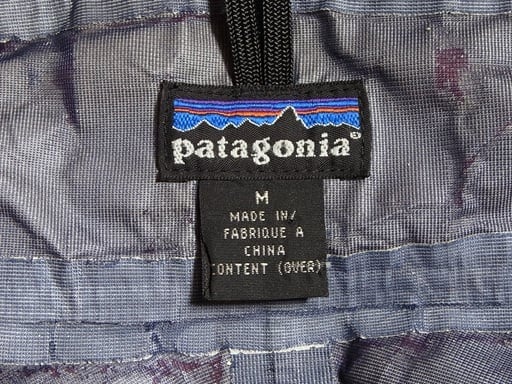 patagonia®
M
MADE IN/
FABRIQUE A
CHINA
CONTENT (OVER)